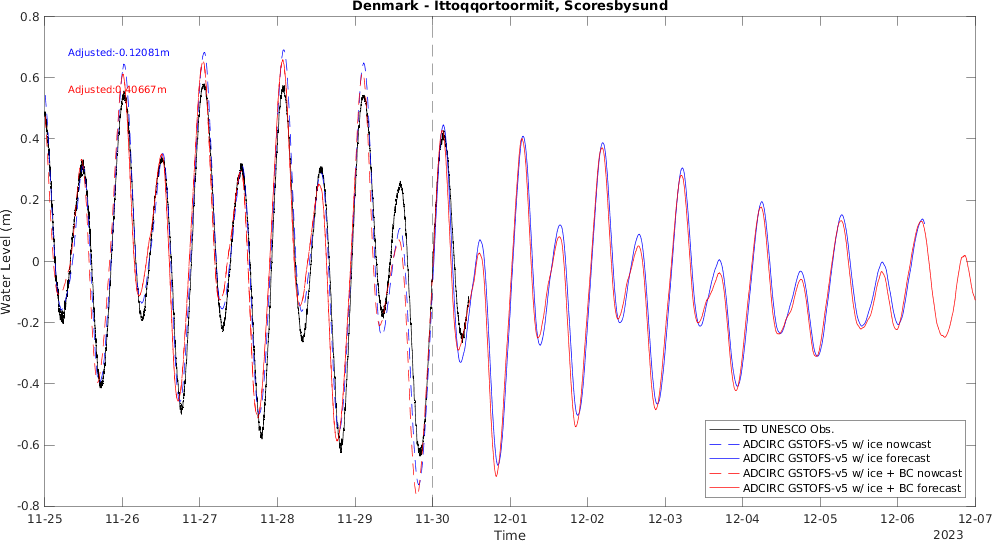 Denmark - Ittoqqortoormiit, Scoresbysund
0.8
Adjusted:-0.12081m
0.6
Adjusted:0.40667m
0.4
0.2
0
-0.2
-0.4
-0.6
-0.8
Water Level (m)
TD UNESCO Obs.
ADCIRC GSTOFS-v5 w/ ice nowcast
ADCIRC GSTOFS-v5 w/ ice forecast
ADCIRC GSTOFS-v5 w/ ice + BC nowcast
ADCIRC GSTOFS-v5 w/ ice + BC forecast
11-25 11-26 11-27 11-28 11-29 11-30 12-01 12-02 12-03 12-04 12-05 12-06 12-07
Time
2023